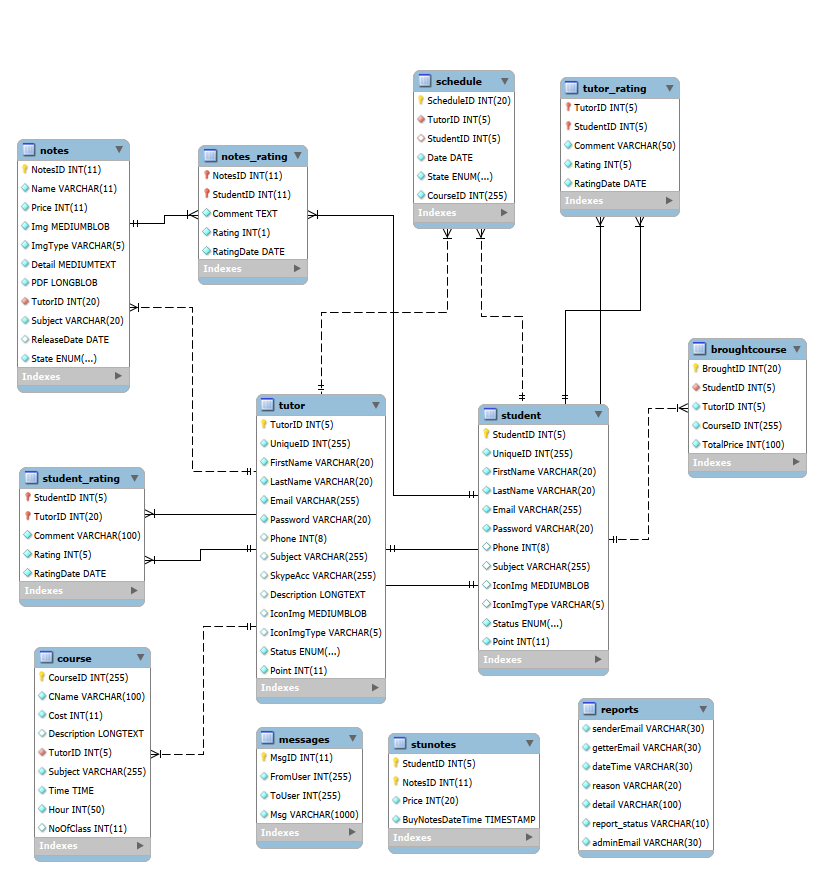 schedule
ScheduleID INT(20)
TutorID INT(5)
StudentID INT(5)
Date DATE
State ENUM(...)
CourseID INT(255)
Indexes
tutor_rating
TutorID INT(5)
StudentID INT(5)
Comment VARCHAR(50)
Rating INT(5)
RatingDate DATE
Indexes
notes
NotesID INT(11)
Name VARCHAR(11)
Price INT(11)
Img MEDIUMBLOB
ImgType VARCHAR(5)
Detail MEDIUMTEXT
PDF LONGBLOB
TutorID INT(20)
Subject VARCHAR(20)
ReleaseDate DATE
State ENUM(...)
Indexes
notes_rating
NotesID INT(11)
StudentID INT(11)
Comment TEXT
Rating INT(1)
RatingDate DATE
Indexes
broughtcourse
BroughtID INT(20)
StudentID INT(5)
TutorID INT(5)
CourseID INT(255)
TotalPrice INT(100)
Indexes
tutor
TutorID INT(5)
UniqueID INT(255)
FirstName VARCHAR(20)
LastName VARCHAR(20)
Email VARCHAR(255)
Password VARCHAR(20)
Phone INT(8)
Subject VARCHAR(255)
SkypeAcc VARCHAR(255)
Description LONGTEXT
IconImg MEDIUMBLOB
IconImgType VARCHAR(5)
Status ENUM(...)
Point INT(11)
Indexes
student
StudentID INT(5)
UniqueID INT(255)
FirstName VARCHAR(20)
LastName VARCHAR(20)
Email VARCHAR(255)
Password VARCHAR(20)
Phone INT(8)
Subject VARCHAR(255)
IconImg MEDIUMBLOB
IconImgType VARCHAR(5)
Status ENUM(...)
Point INT(11)
Indexes
student_rating
StudentID INT(5)
TutorID INT(20)
Comment VARCHAR(100)
Rating INT(5)
RatingDate DATE
Indexes
course
CourseID INT(255)
CName VARCHAR(100)
Cost INT(11)
Description LONGTEXT
TutorID INT(5)
Subject VARCHAR(255)
Time TIME
Hour INT(50)
NoOfClass INT(11)
Indexes
messages
MsgID INT(11)
FromUser INT(255)
ToUser INT(255)
Msg VARCHAR(1000)
Indexes
stunotes
StudentID INT(5)
NotesID INT(11)
Price INT(20)
BuyNotesDateTime TIMESTAMP
Indexes
reports
senderEmail VARCHAR(30)
getterEmail VARCHAR(30)
dateTime VARCHAR(30)
reason VARCHAR(20)
detail VARCHAR(100)
report_status VARCHAR(10)
adminEmail VARCHAR(30)